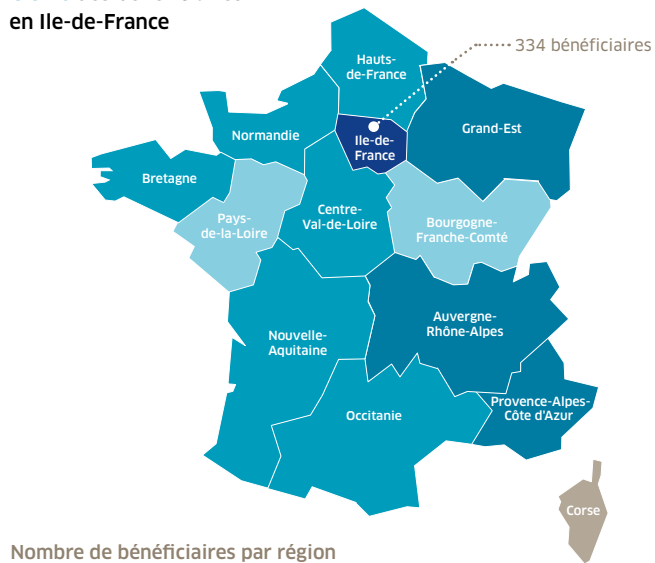 en Ile-de-France
334 bénéficiaires
Hauts-
de-France
Normandie
Ile-de-
France
Grand-Est
Bretagne
Pays-
de-la-Loire
Centre-
Val-de-Loire
Bourgogne-
Franche-Comté
Nouvelle-
Aquitaine
Auvergne-
Rhône-Alpes
Occitanie
Provence-Alpes-
Côte d'Azur
Corse
Nombre de bénéficiaires par région